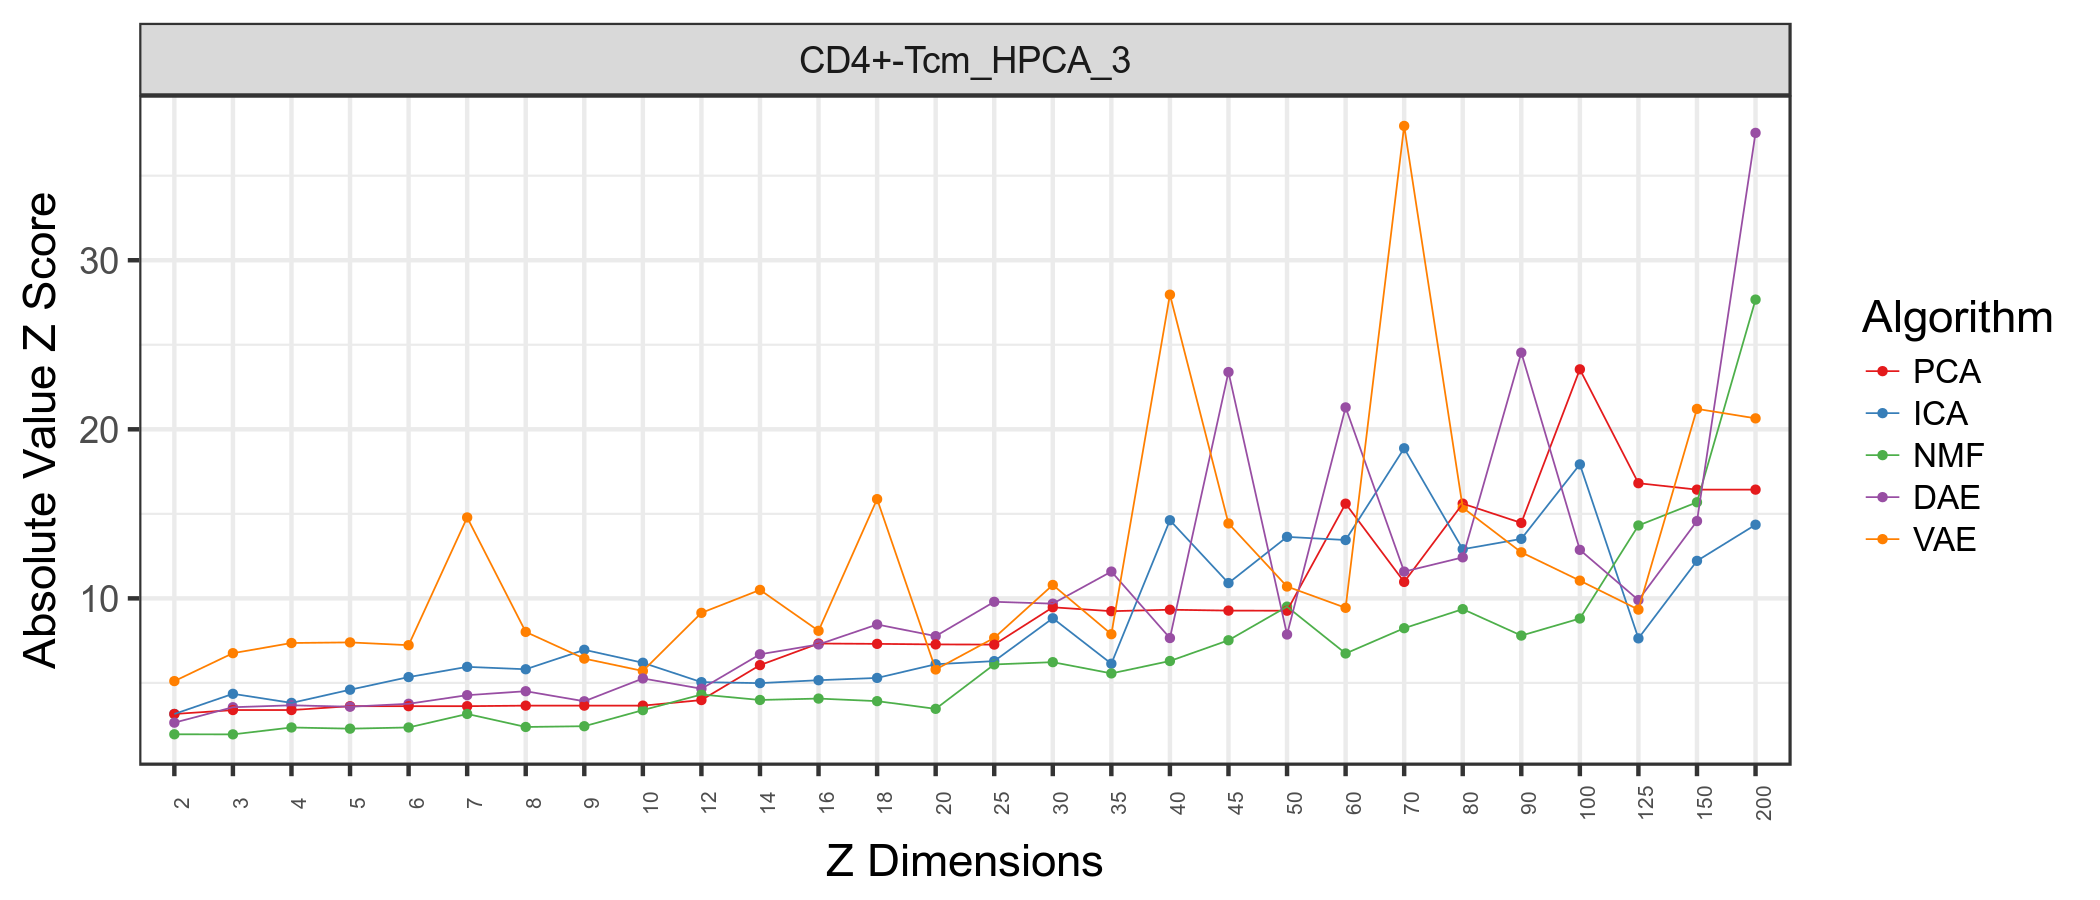 CD4+-Tcm_HPCA_3
Absolute Value Z Score
30
20
10
2 3 4 5 6 7 8 9 10 12 14 16 18 20 25 30 35 40 45 50 60 70 80 90 100 125 150 200
Z Dimensions
Algorithm
PCA
ICA
NMF
DAE
VAE